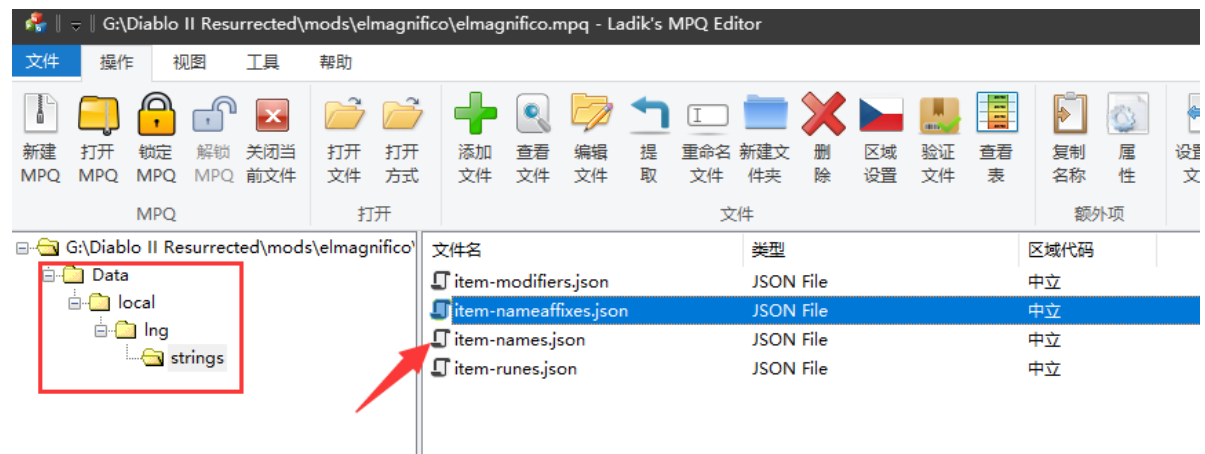 G:\Diablo II Resurrected\mods\elmagnifico\elmagnifico.mpq - Ladik's MPQ Editor
文件 操作 视图 工具 帮助
新建 打开 锁定 解锁 关闭当 打开 打开 添加 查看 编辑 提 重命名 新建文 删 区域 验证 查看 复制 属 设置
MPQ MPQ MPQ MPQ 前文件 文件 方式 文件 文件 文件 取 文件 件夹 除 设置 文件 表 名称 性 文
MPQ 打开 文件 额外项
G:\Diablo II Resurrected\mods\elmagnifico\ 文件名 类型 区域代码
Data item-modifiers.json JSON File 中立
local item-nameaffixes.json JSON File 中立
lng item-names.json JSON File 中立
strings item-runes.json JSON File 中立